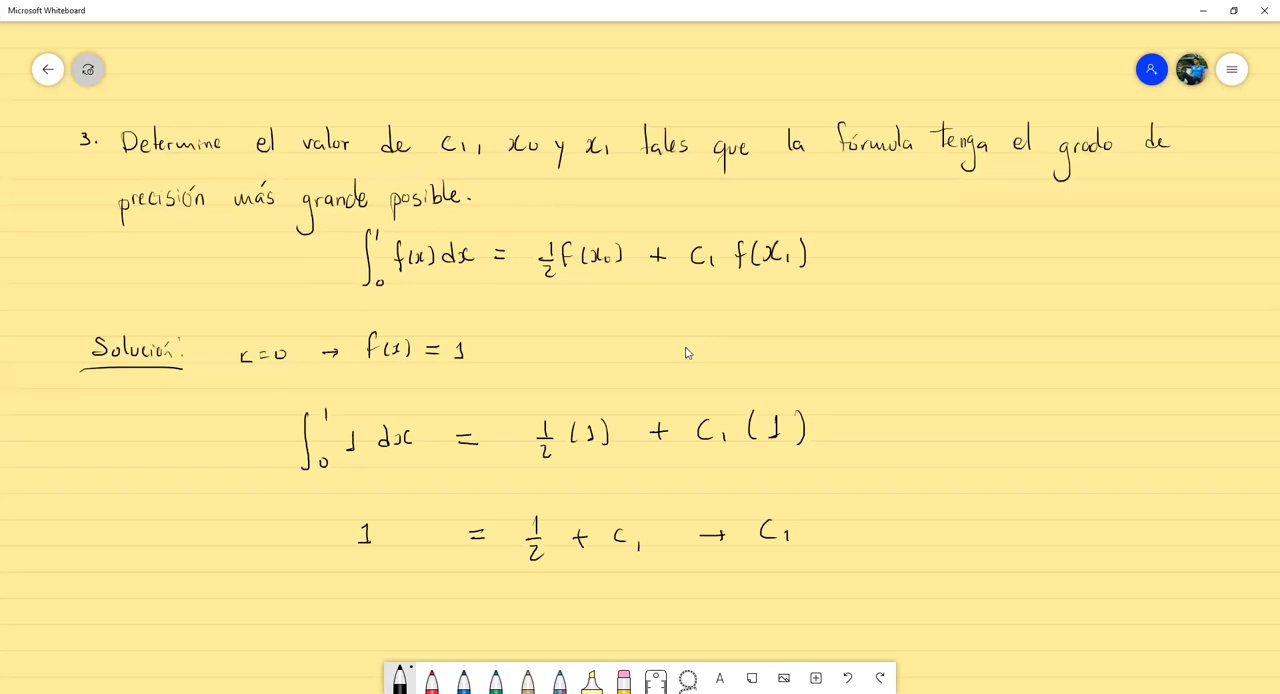 Microsoft Whiteboard
3. Determine el valor de C₁, x₀ y x₁ tales que la fórmula tenga el grado de
precisión más grande posible.
∫₀¹ f(x) dx = 1/2 f(x₀) + C₁ f(x₁)
Solución: k=0 → f(x) = 1
∫₀¹ 1 dx = 1/2 (1) + C₁ (1)
1 = 1/2 + C₁ → C₁
A